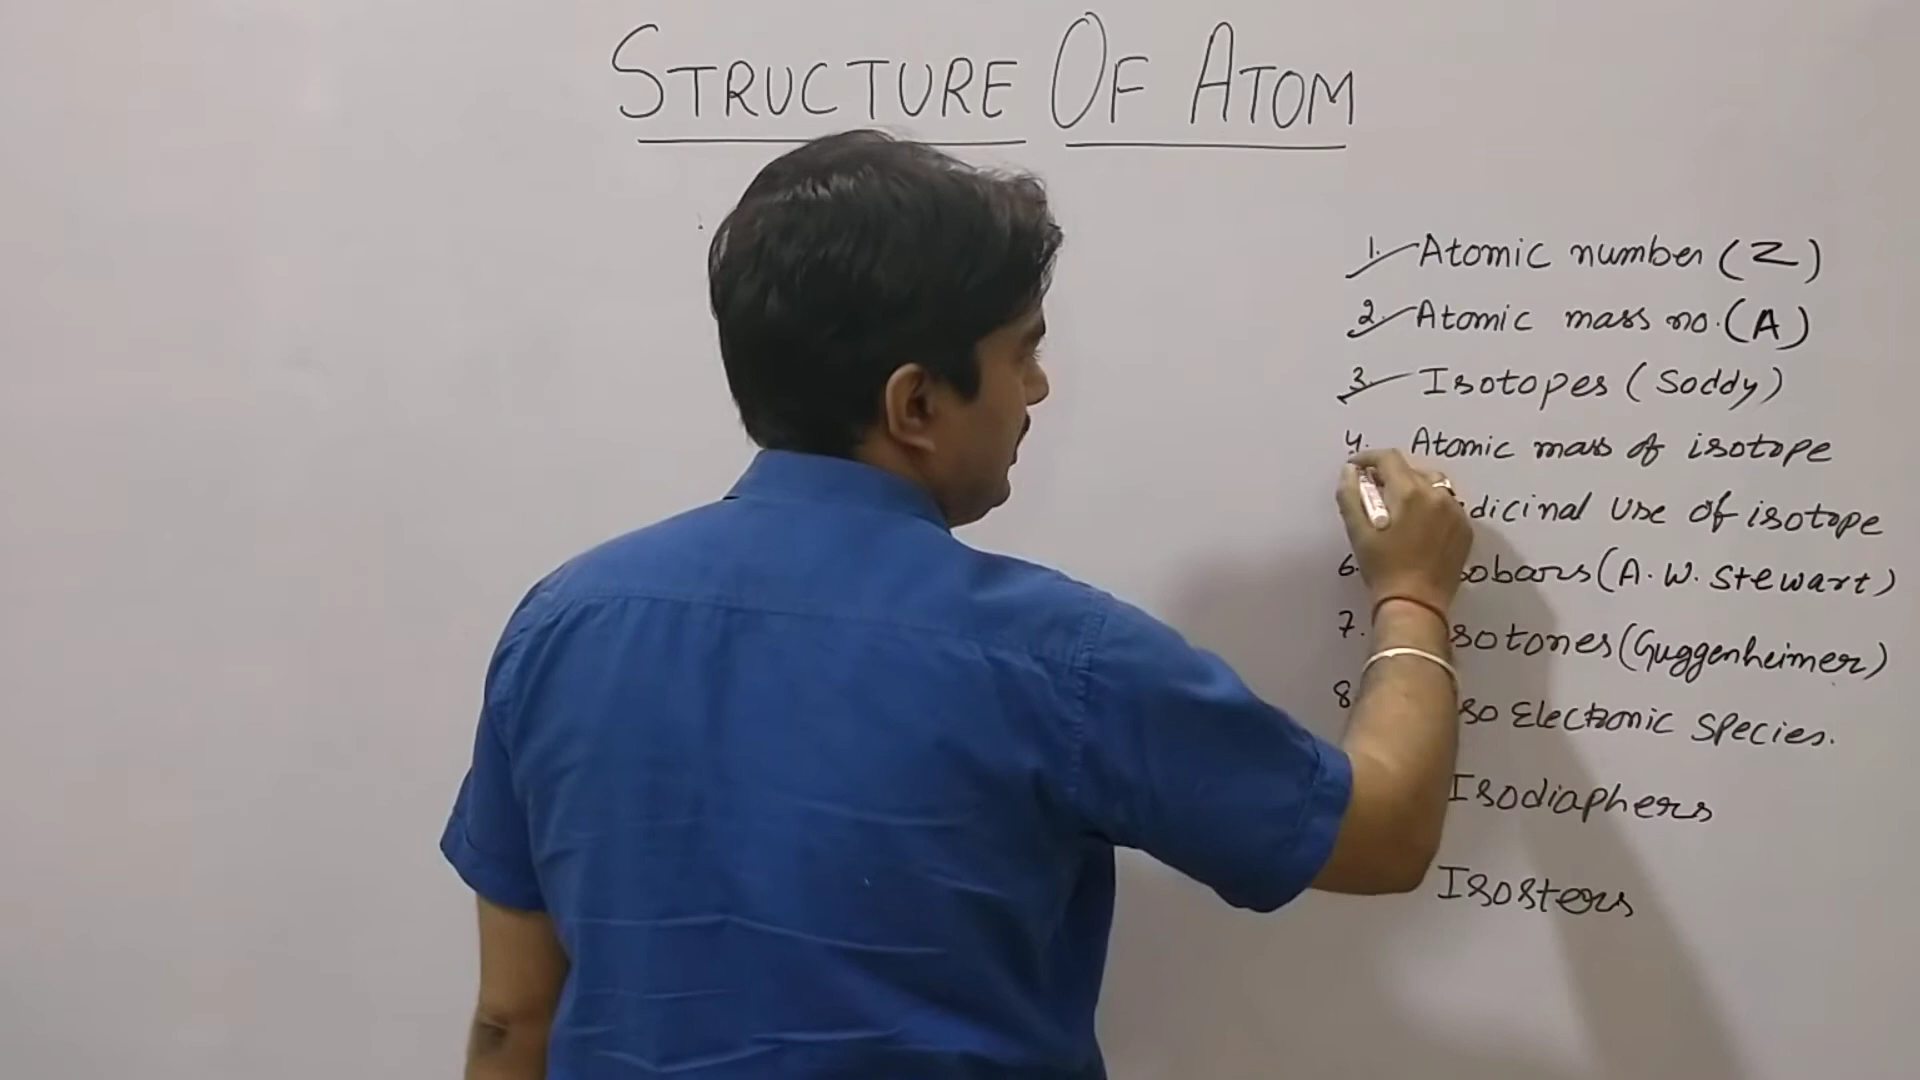 STRUCTURE OF ATOM
1. Atomic number (Z)
2. Atomic mass no. (A)
3. Isotopes (Soddy)
4. Atomic mass of isotope
dicinal use of isotope
6. sobars (A. W. Stewart)
7. sotones (Guggenheimer)
8. so Electronic Species.
Isodiaphers
Isosters